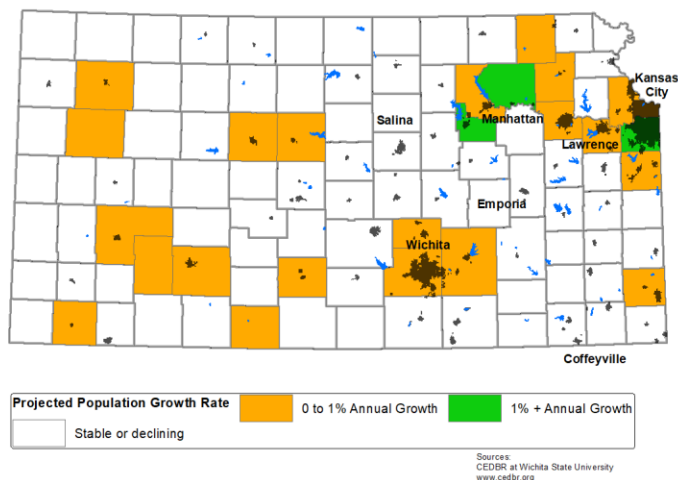 Kansas
City
Salina
Manhattan
Lawrence
Emporia
Wichita
Coffeyville
Projected Population Growth Rate
0 to 1% Annual Growth
1% + Annual Growth
Stable or declining
Sources:
CEDBR at Wichita State University
www.cedbr.org